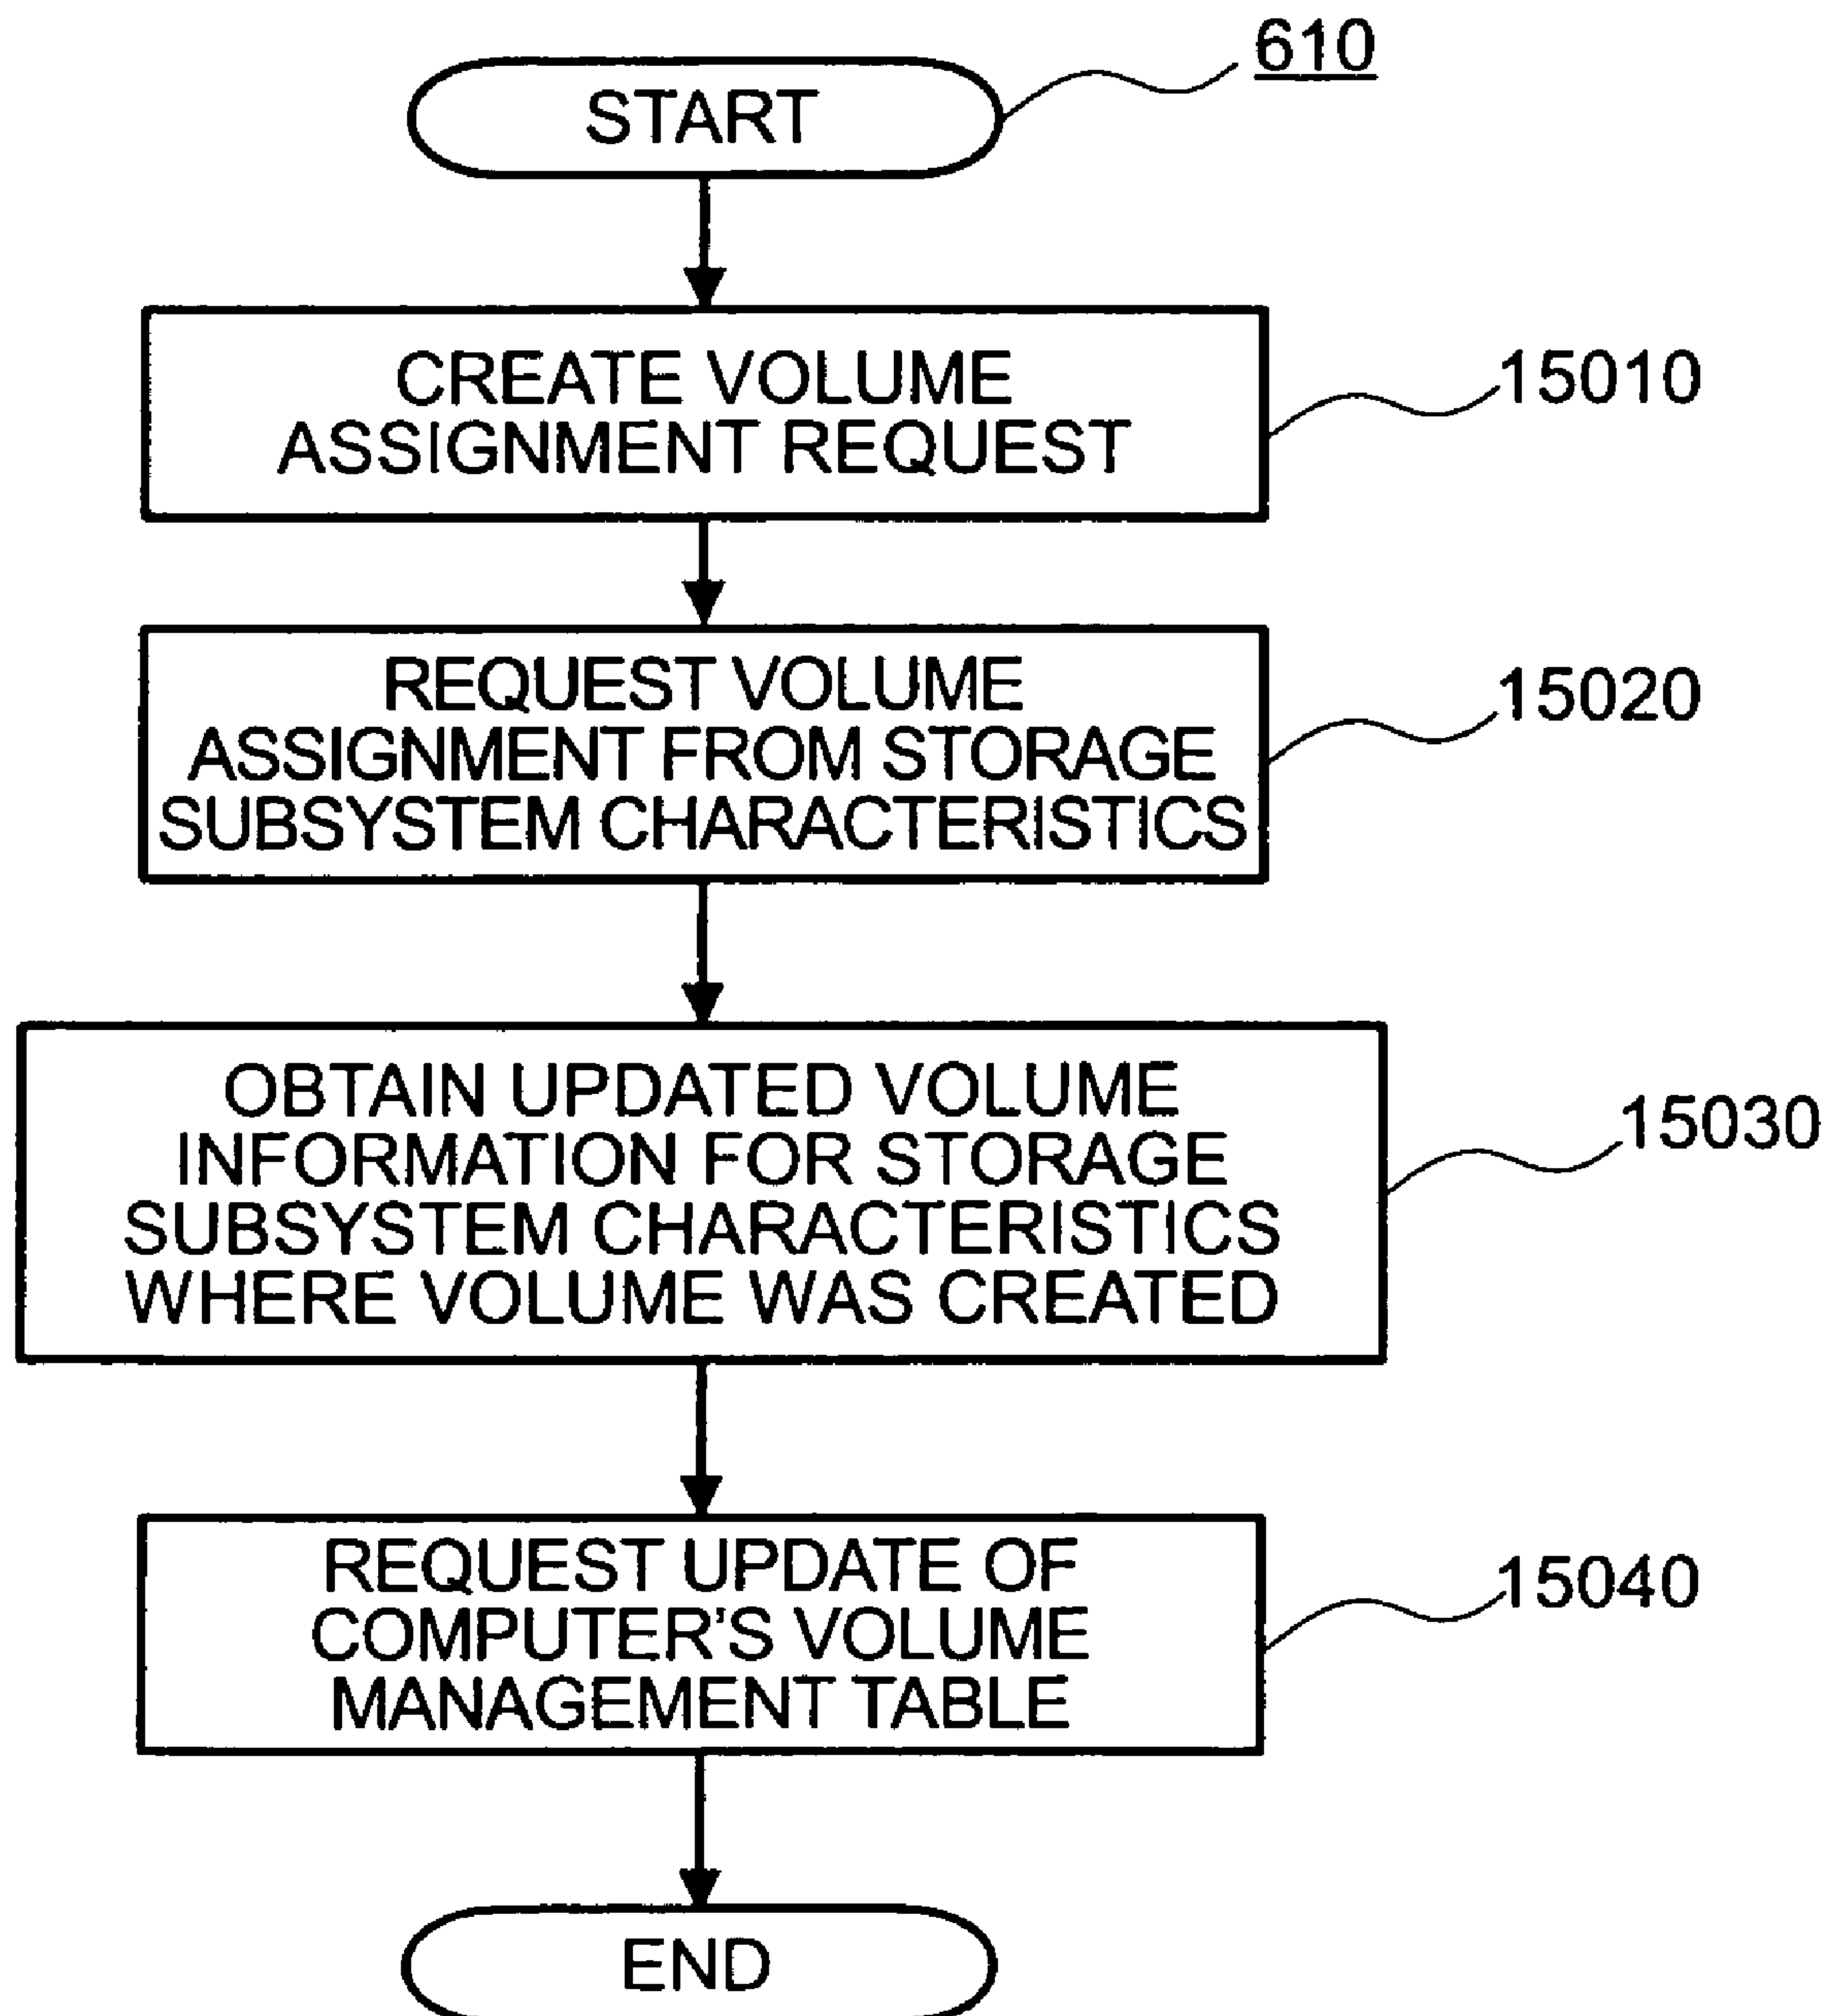 610
START
CREATE VOLUME
ASSIGNMENT REQUEST
15010
REQUEST VOLUME
ASSIGNMENT FROM STORAGE
SUBSYSTEM CHARACTERISTICS
15020
OBTAIN UPDATED VOLUME
INFORMATION FOR STORAGE
SUBSYSTEM CHARACTERISTICS
WHERE VOLUME WAS CREATED
15030
REQUEST UPDATE OF
COMPUTER'S VOLUME
MANAGEMENT TABLE
15040
END